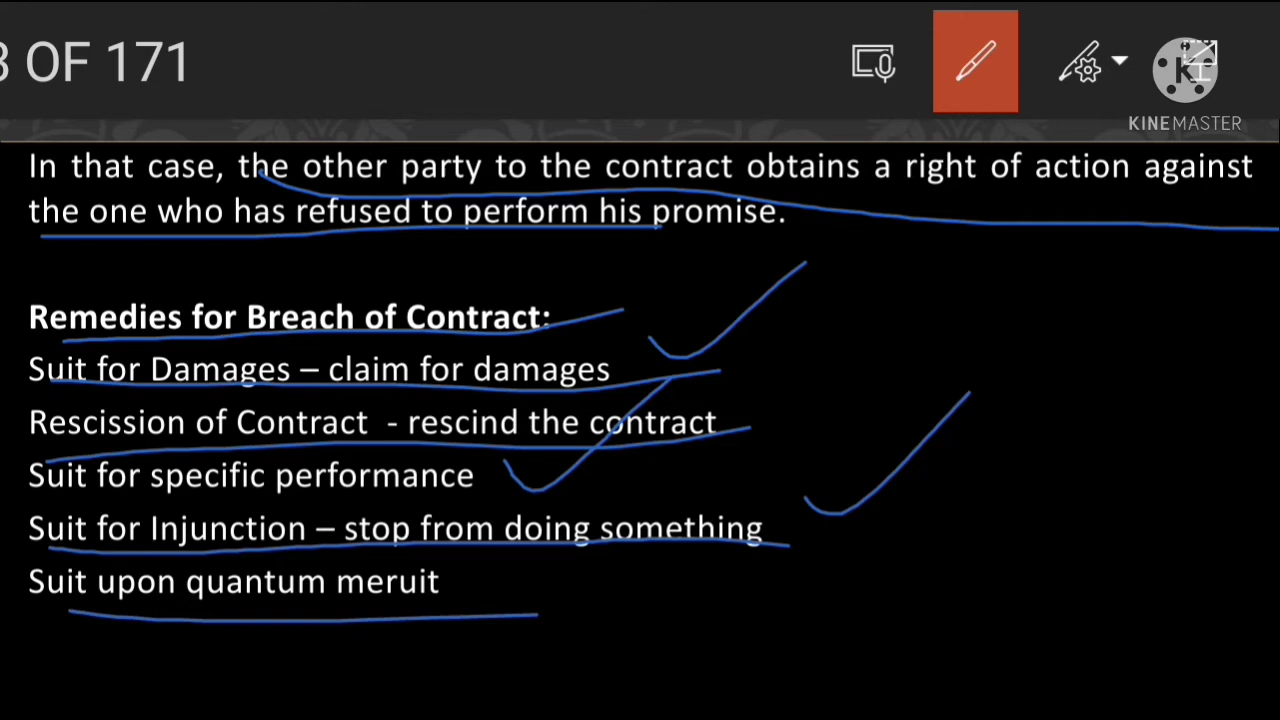 3 OF 171
KINEMASTER
In that case, the other party to the contract obtains a right of action against
the one who has refused to perform his promise.
Remedies for Breach of Contract:
Suit for Damages – claim for damages
Rescission of Contract - rescind the contract
Suit for specific performance
Suit for Injunction – stop from doing something
Suit upon quantum meruit